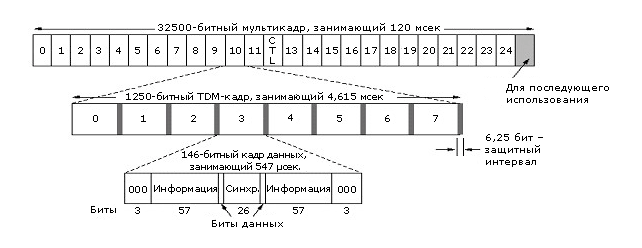 32500-битный мультикадр, занимающий 120 мсек
0 1 2 3 4 5 6 7 8 9 10 11 CTL 13 14 15 16 17 18 19 20 21 22 23 24
Для последующего
использования
1250-битный TDM-кадр, занимающий 4,615 мсек
0 1 2 3 4 5 6 7
6,25 бит –
защитный
интервал
146-битный кадр данных,
занимающий 547 μсек.
000 Информация Синхр. Информация 000
Биты 3 57 26 57 3
Биты данных